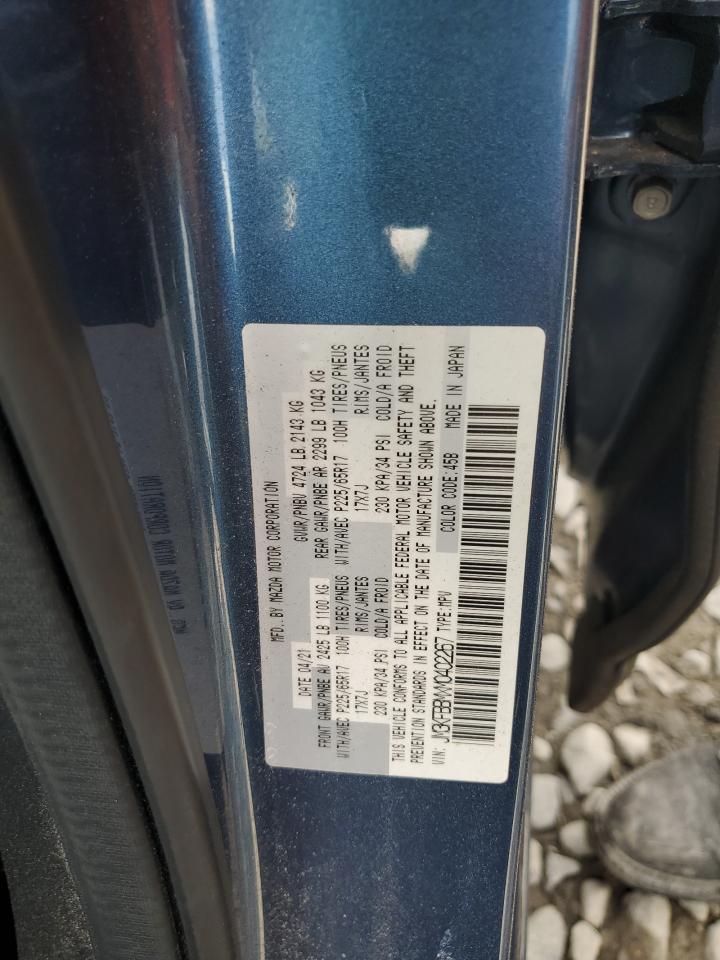 MFD. BY MAZDA MOTOR CORPORATION
DATE 04/21 GVWR/PNBV 4724 LB 2143 KG
FRONT GAWR/PNBE AV 2425 LB 1100 KG REAR GAWR/PNBE AR 2299 LB 1043 KG
WITH/AVEC P225/65R17 100H TIRES/PNEUS WITH/AVEC P225/65R17 100H TIRES/PNEUS
17X7J RIMS/JANTES 17X7J RIMS/JANTES
230 KPA/34 PSI COLD/A FROID 230 KPA/34 PSI COLD/A FROID
THIS VEHICLE CONFORMS TO ALL APPLICABLE FEDERAL MOTOR VEHICLE SAFETY AND THEFT
PREVENTION STANDARDS IN EFFECT ON THE DATE OF MANUFACTURE SHOWN ABOVE.
VIN: TYPE:MPV COLOR CODE:45B MADE IN JAPAN